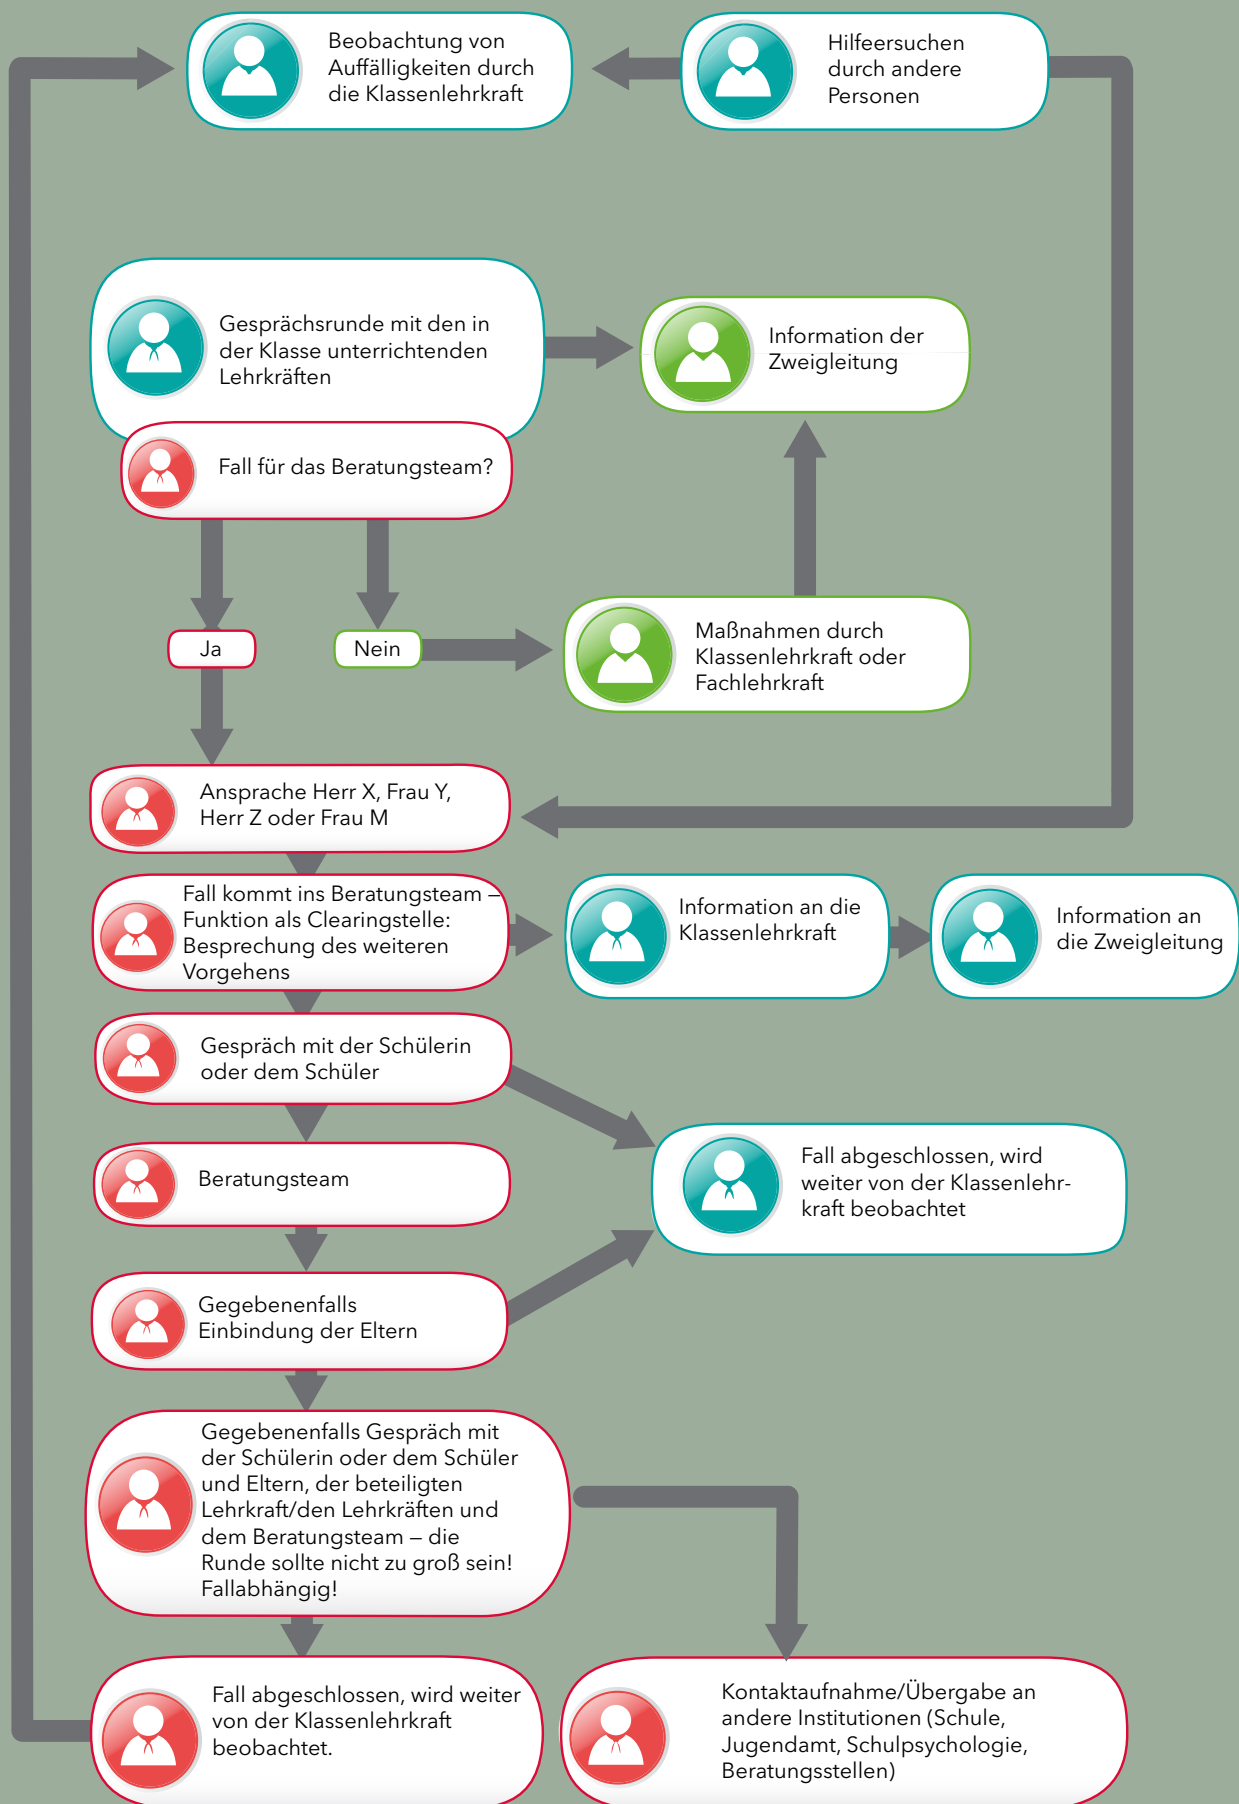 Beobachtung von
Auffälligkeiten durch
die Klassenlehrkraft
Hilfeersuchen
durch andere
Personen
Gesprächsrunde mit den in
der Klasse unterrichtenden
Lehrkräften
Information der
Zweigleitung
Fall für das Beratungsteam?
Ja
Nein
Maßnahmen durch
Klassenlehrkraft oder
Fachlehrkraft
Ansprache Herr X, Frau Y,
Herr Z oder Frau M
Fall kommt ins Beratungsteam –
Funktion als Clearingstelle:
Besprechung des weiteren
Vorgehens
Information an die
Klassenlehrkraft
Information an
die Zweigleitung
Gespräch mit der Schülerin
oder dem Schüler
Beratungsteam
Fall abgeschlossen, wird
weiter von der Klassenlehr-
kraft beobachtet
Gegebenenfalls
Einbindung der Eltern
Gegebenenfalls Gespräch mit
der Schülerin oder dem Schüler
und Eltern, der beteiligten
Lehrkraft/den Lehrkräften und
dem Beratungsteam – die
Runde sollte nicht zu groß sein!
Fallabhängig!
Fall abgeschlossen, wird weiter
von der Klassenlehrkraft
beobachtet.
Kontaktaufnahme/Übergabe an
andere Institutionen (Schule,
Jugendamt, Schulpsychologie,
Beratungsstellen)